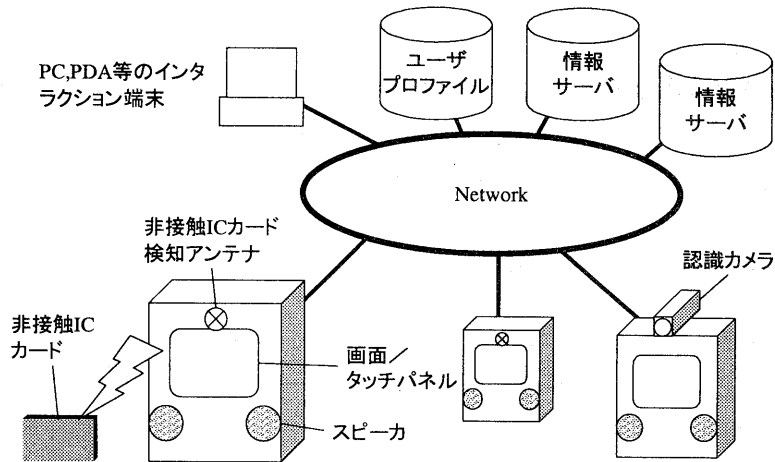 PC,PDA等のインタ
ラクション端末
ユーザ
プロファイル
情報
サーバ
情報
サーバ
Network
非接触ICカード
検知アンテナ
認識カメラ
非接触IC
カード
画面／
タッチパネル
スピーカ